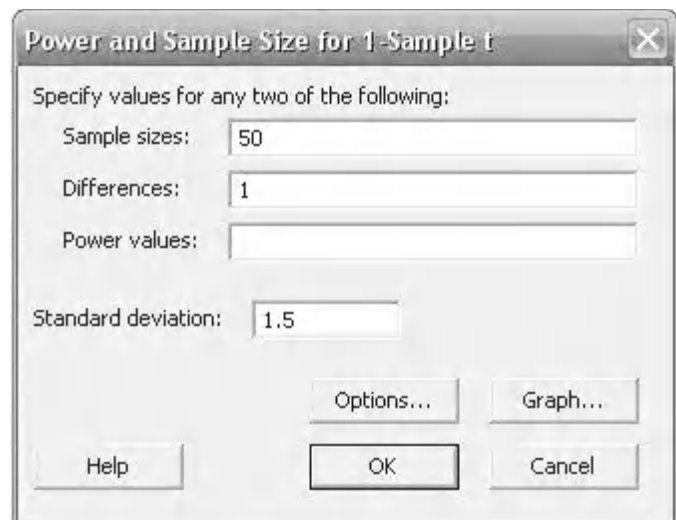 Power and Sample Size for 1-Sample t
Specify values for any two of the following:
Sample sizes: 50
Differences: 1
Power values:
Standard deviation: 1.5
Options... Graph...
Help OK Cancel